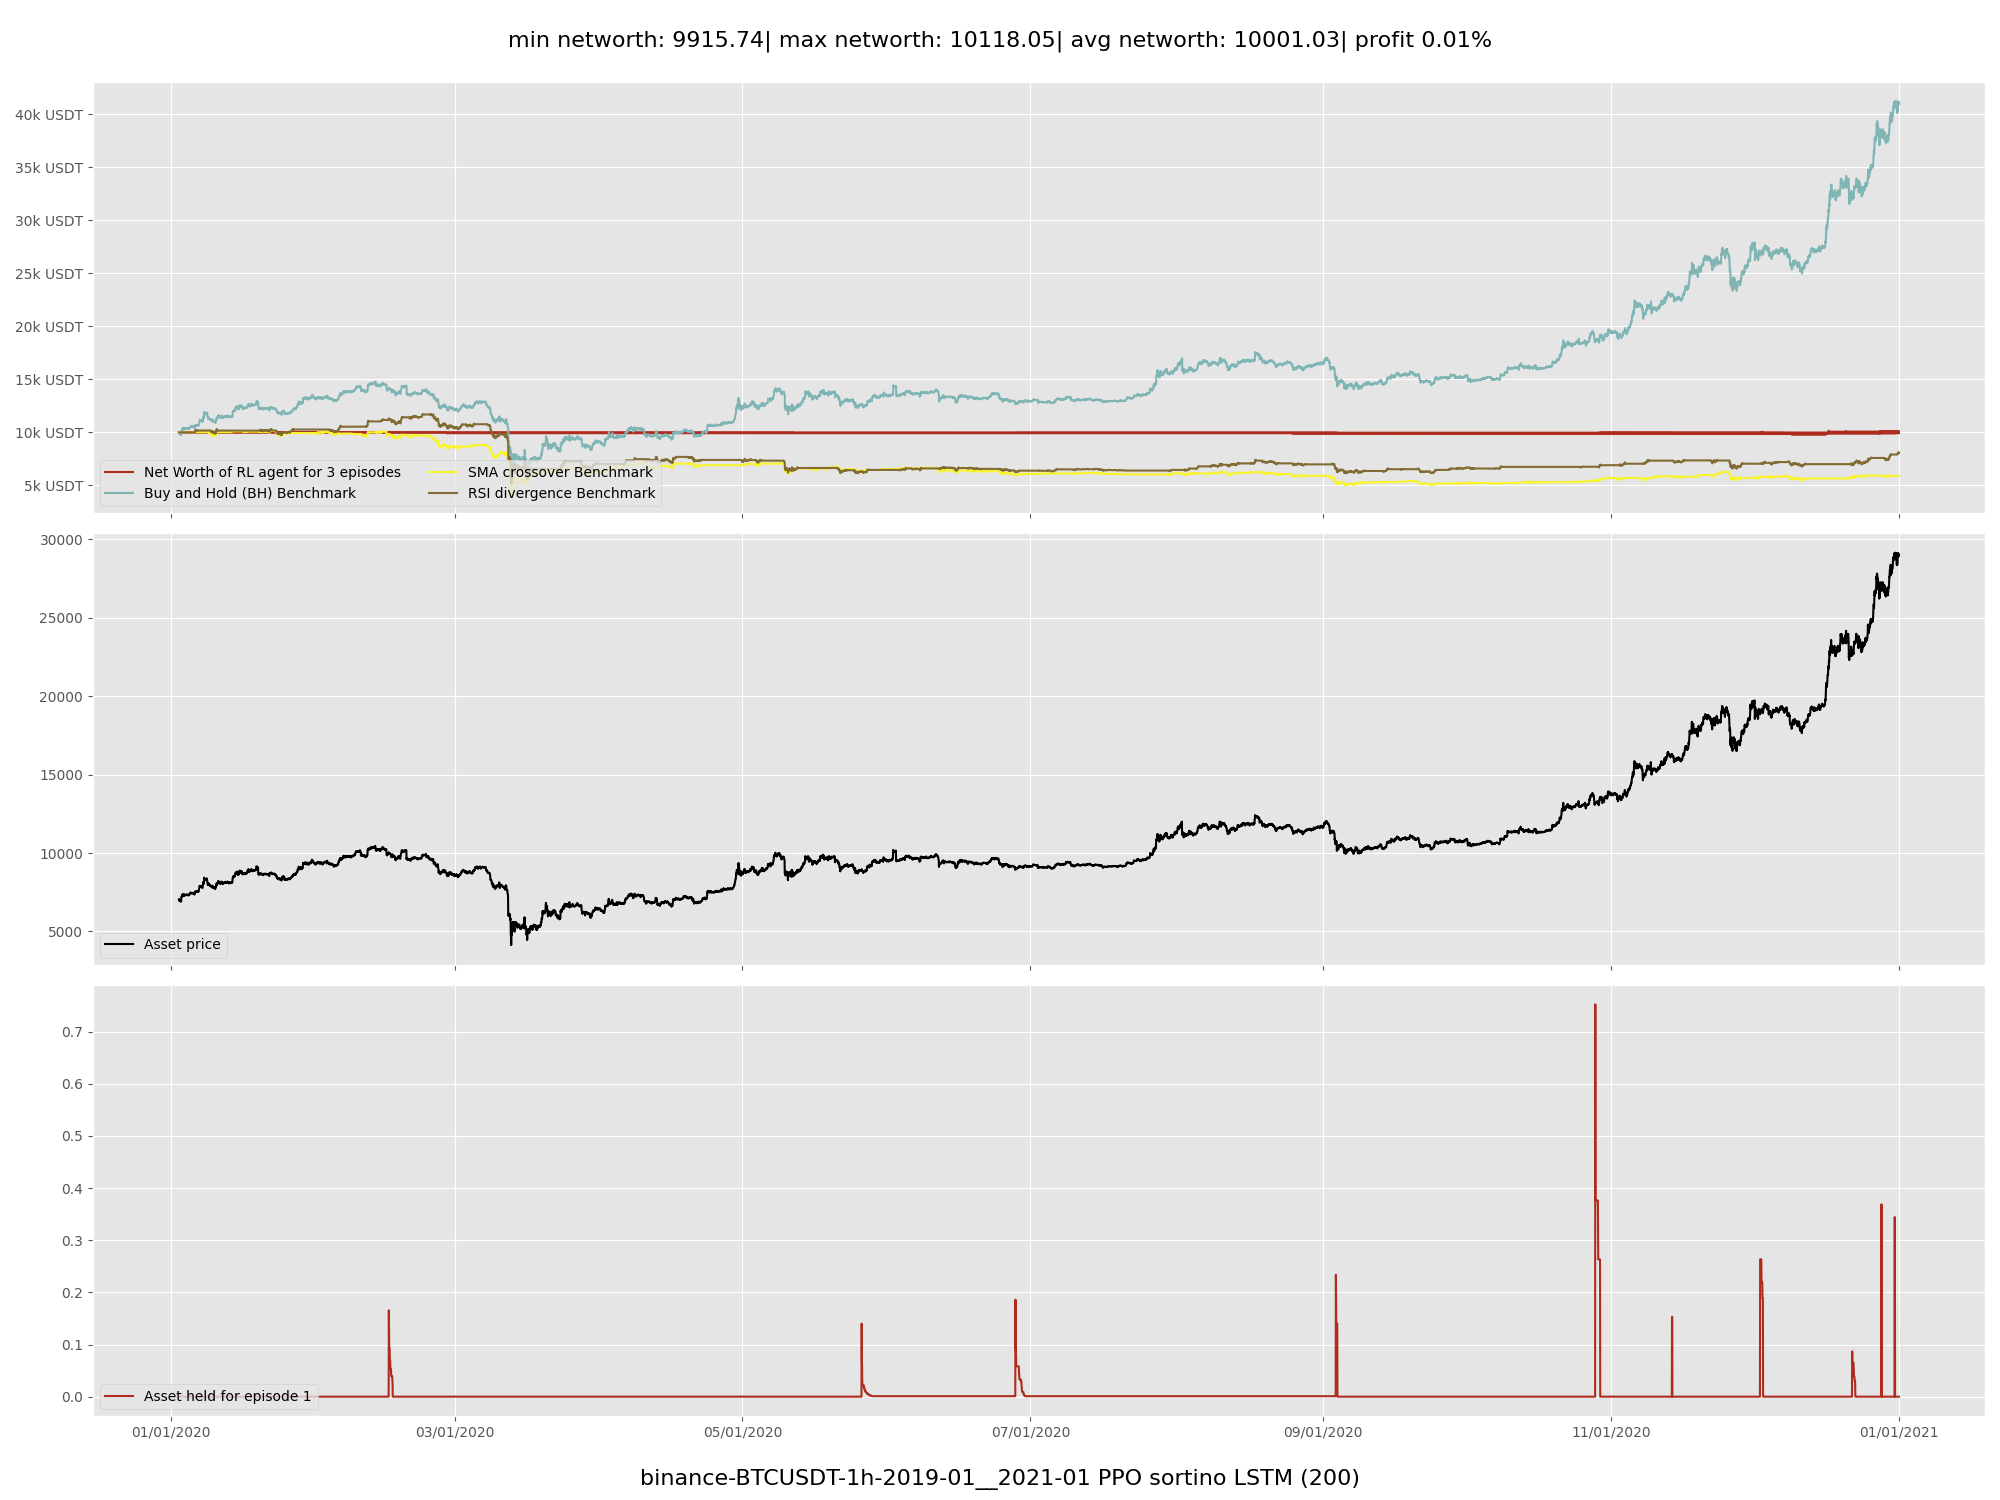 min networth: 9915.74| max networth: 10118.05| avg networth: 10001.03| profit 0.01%
40k USDT
35k USDT
30k USDT
25k USDT
20k USDT
15k USDT
10k USDT
5k USDT
Net Worth of RL agent for 3 episodes
Buy and Hold (BH) Benchmark
SMA crossover Benchmark
RSI divergence Benchmark
30000
25000
20000
15000
10000
5000
Asset price
0.7
0.6
0.5
0.4
0.3
0.2
0.1
0.0
Asset held for episode 1
01/01/2020 03/01/2020 05/01/2020 07/01/2020 09/01/2020 11/01/2020 01/01/2021
binance-BTCUSDT-1h-2019-01__2021-01 PPO sortino LSTM (200)